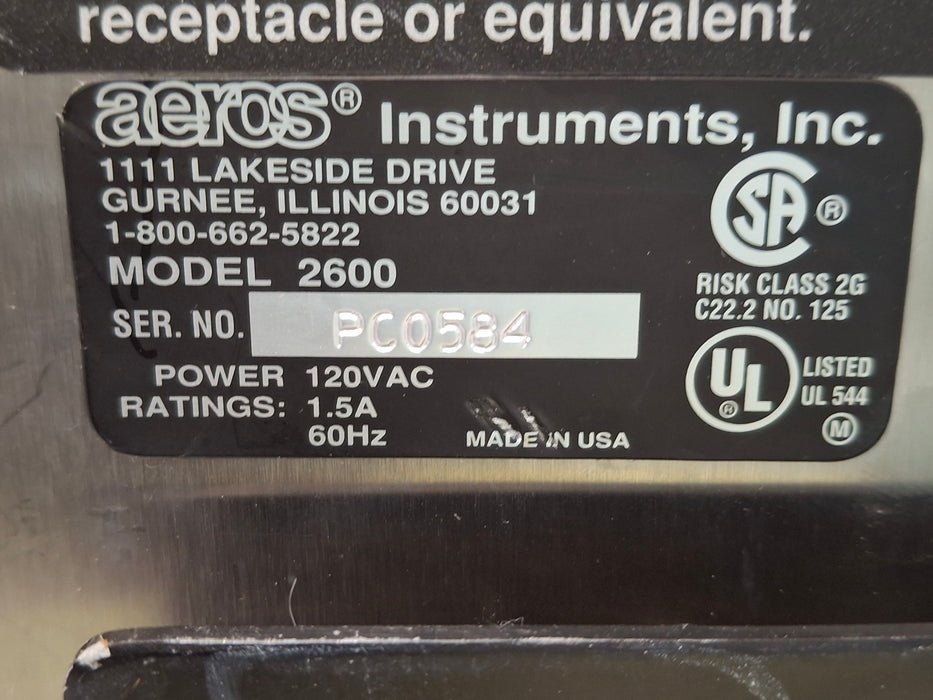 receptacle or equivalent.
aeros® Instruments, Inc.
1111 LAKESIDE DRIVE
GURNEE, ILLINOIS 60031
1-800-662-5822
MODEL 2600
SER. NO. PC0584
POWER 120VAC
RATINGS: 1.5A
60Hz
MADE IN USA
SA ®
RISK CLASS 2G
C22.2 NO. 125
UL ®
LISTED
UL 544
M